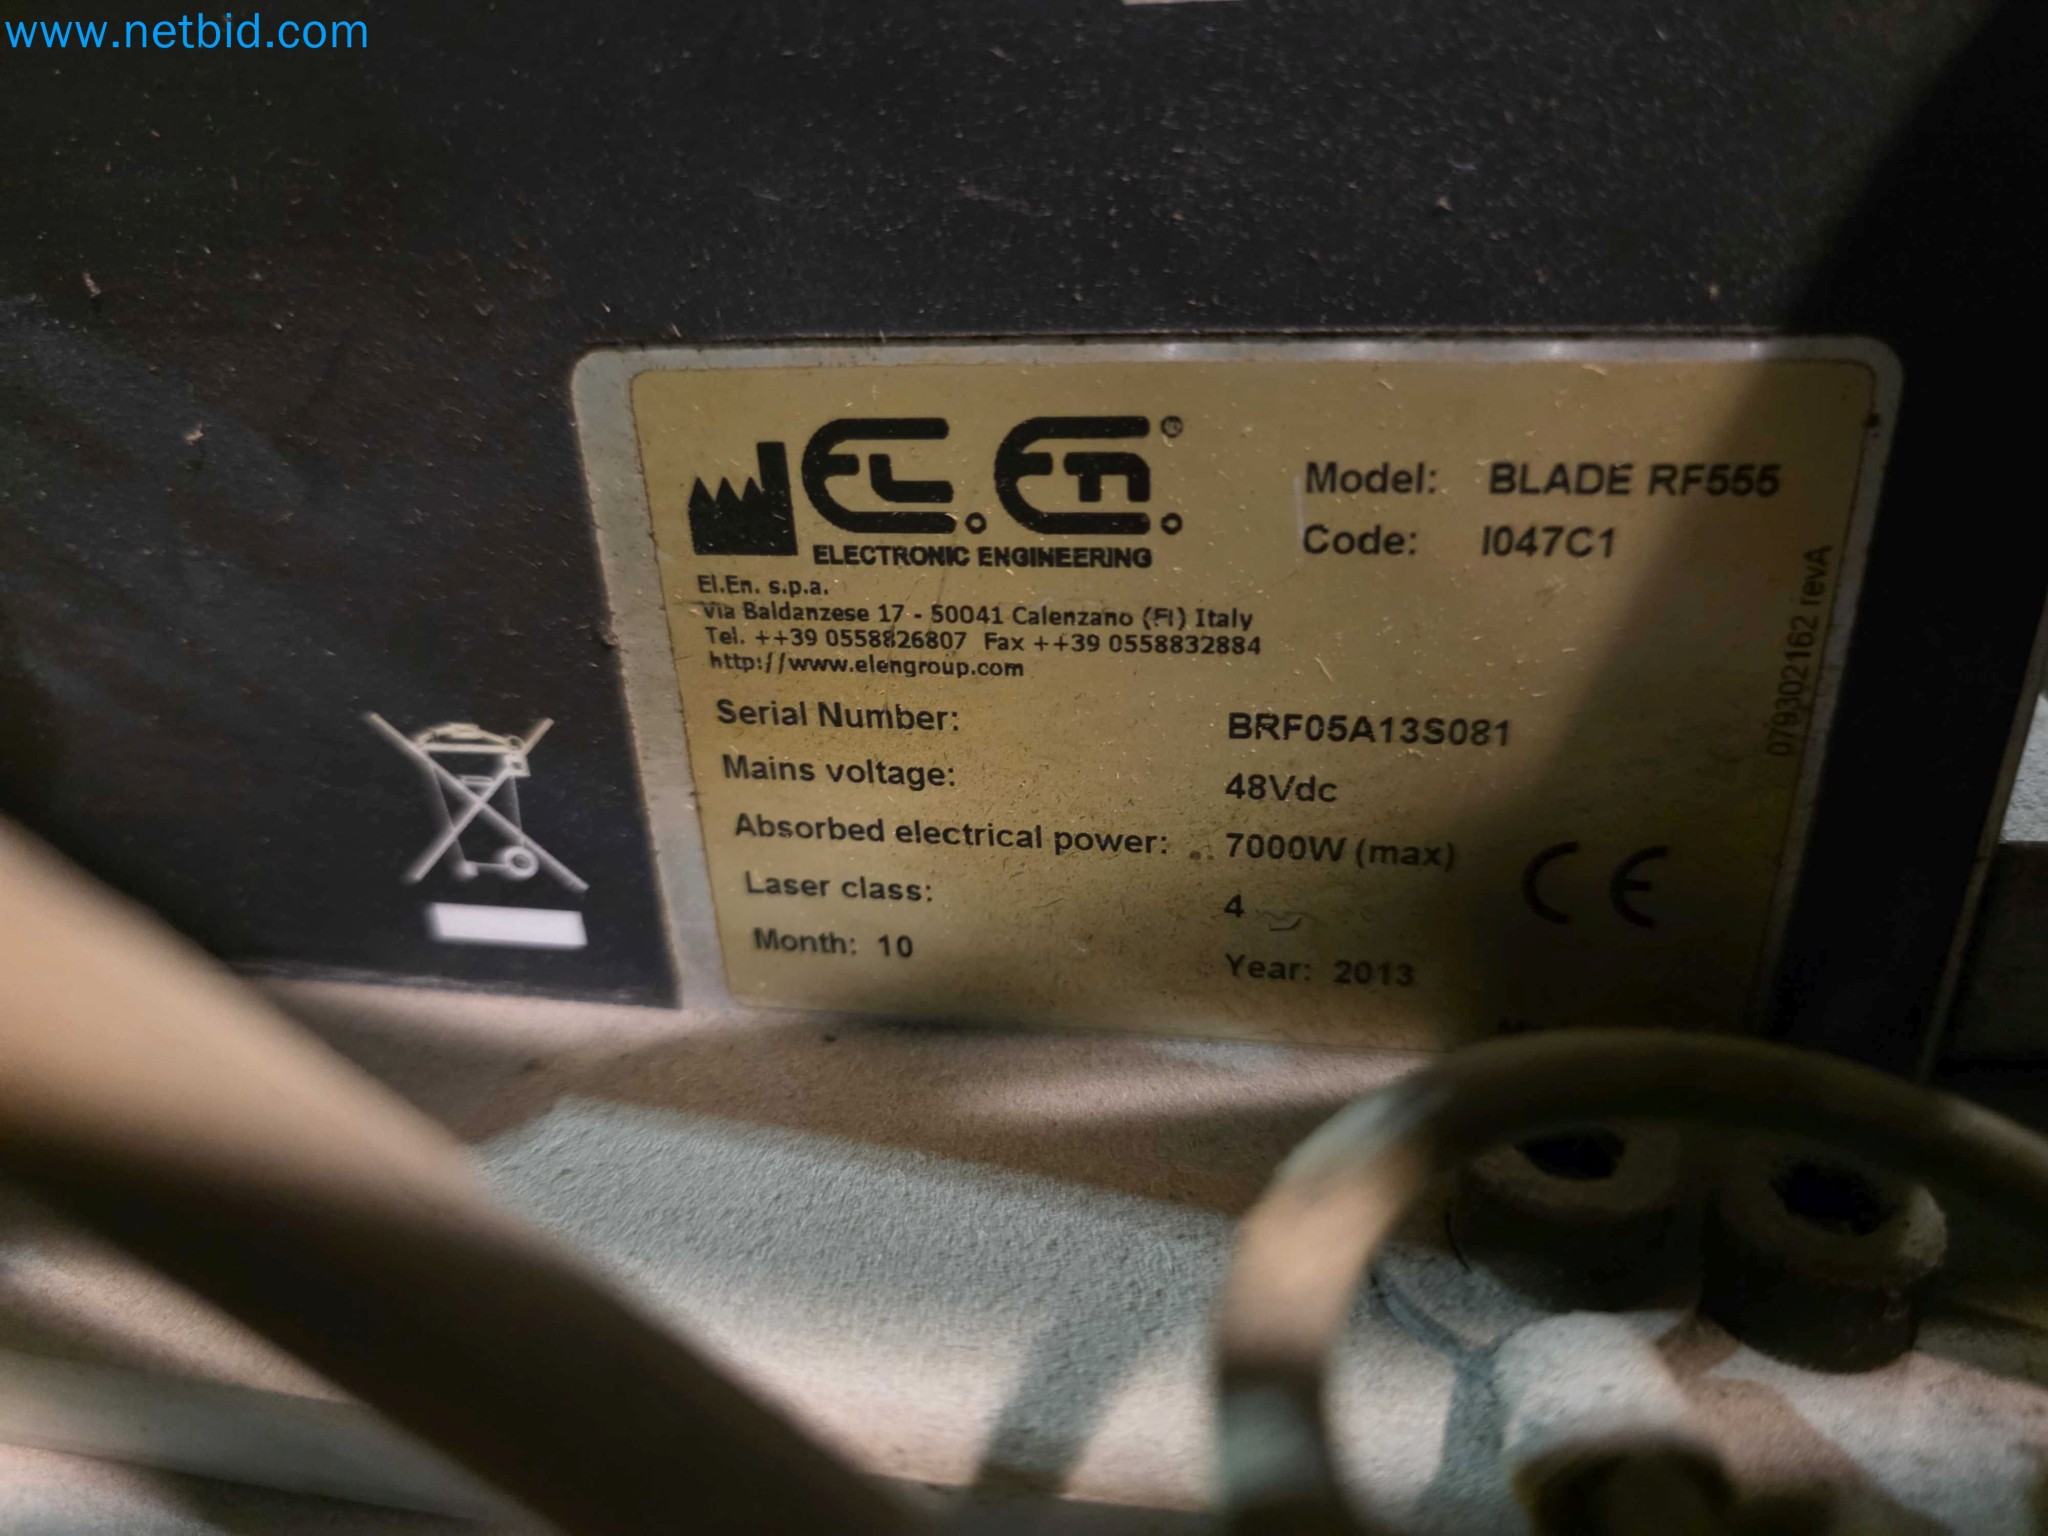 www.netbid.com
EL. En.®
ELECTRONIC ENGINEERING
El.En. s.p.a.
Via Baldanzese 17 - 50041 Calenzano (FI) Italy
Tel. ++39 0558826807 Fax ++39 0558832884
http://www.elengroup.com
Model: BLADE RF555
Code: I047C1
Serial Number: BRF05A13S081
Mains voltage: 48Vdc
Absorbed electrical power: 7000W (max)
Laser class: 4
Month: 10 Year: 2013
CE
079302162 revA